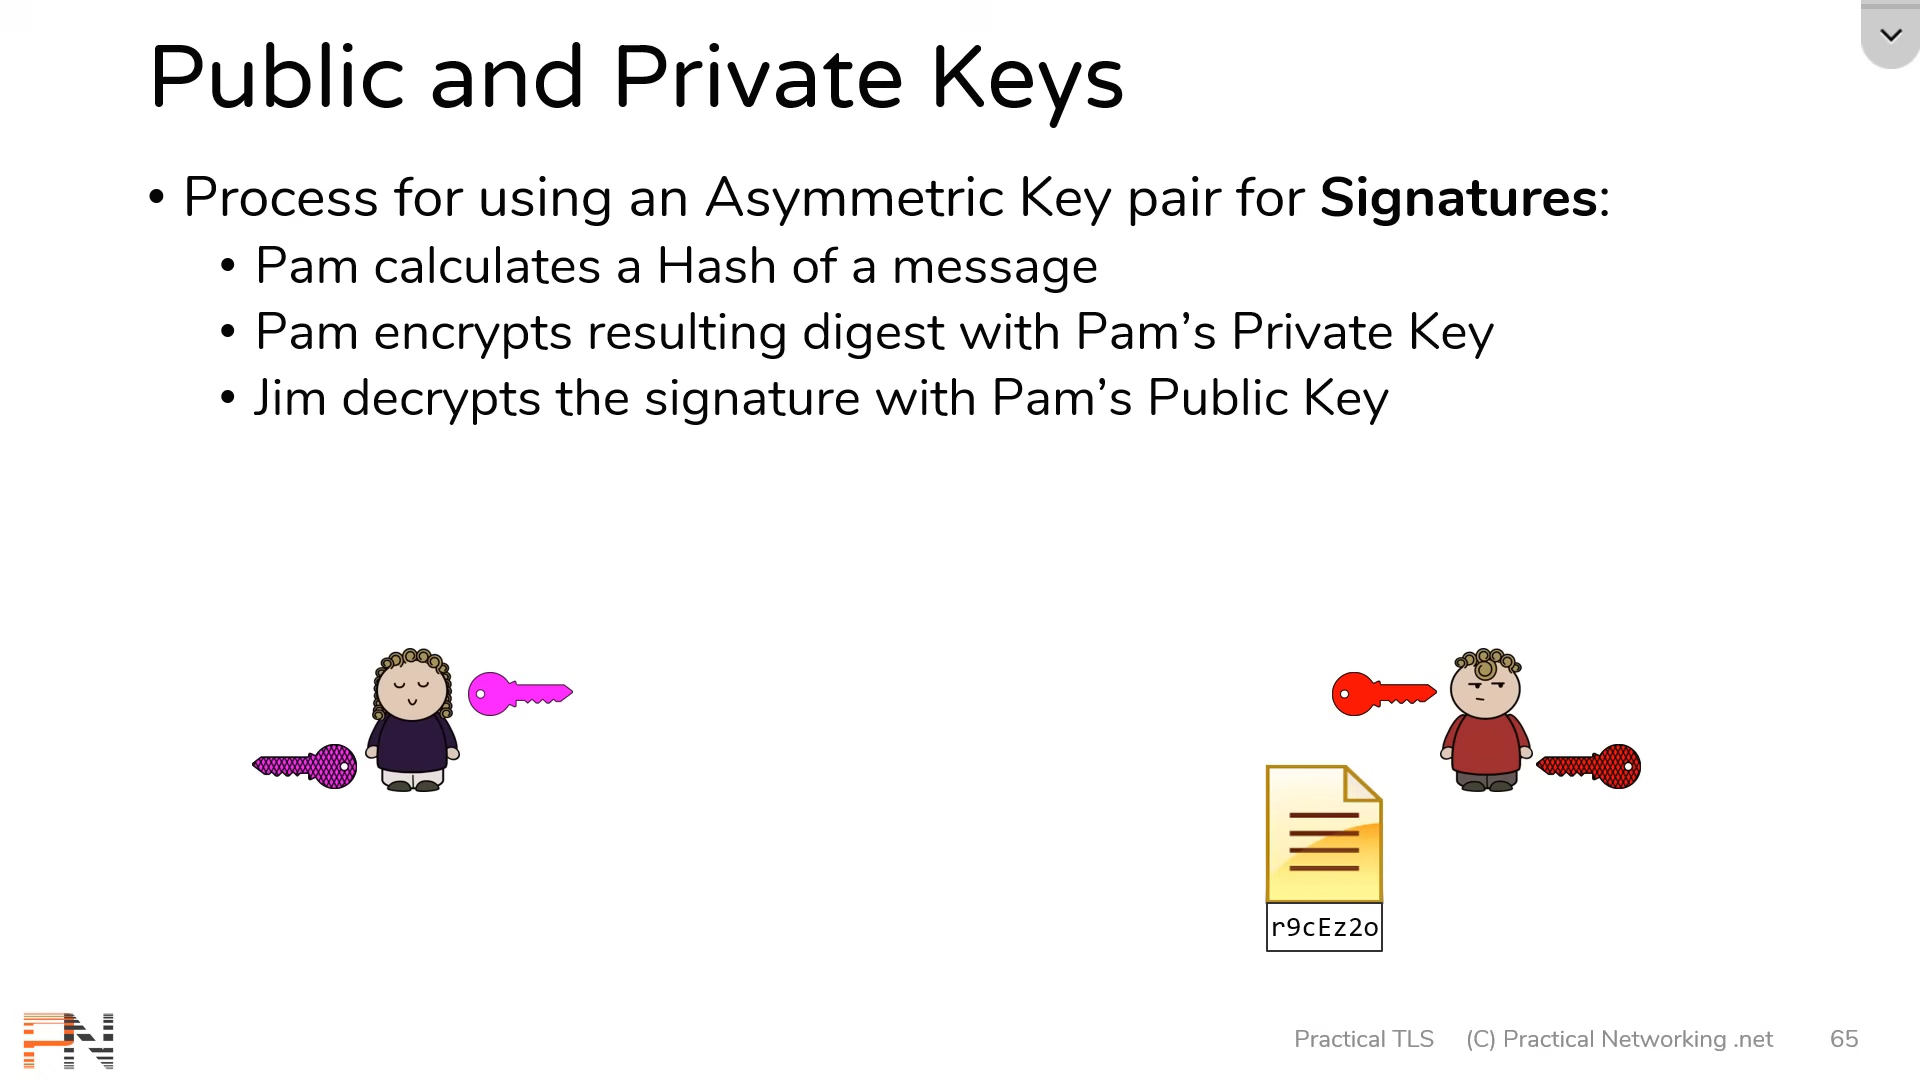 Public and Private Keys
• Process for using an Asymmetric Key pair for Signatures:
• Pam calculates a Hash of a message
• Pam encrypts resulting digest with Pam’s Private Key
• Jim decrypts the signature with Pam’s Public Key
r9cEz2o
PN
Practical TLS (C) Practical Networking .net 65